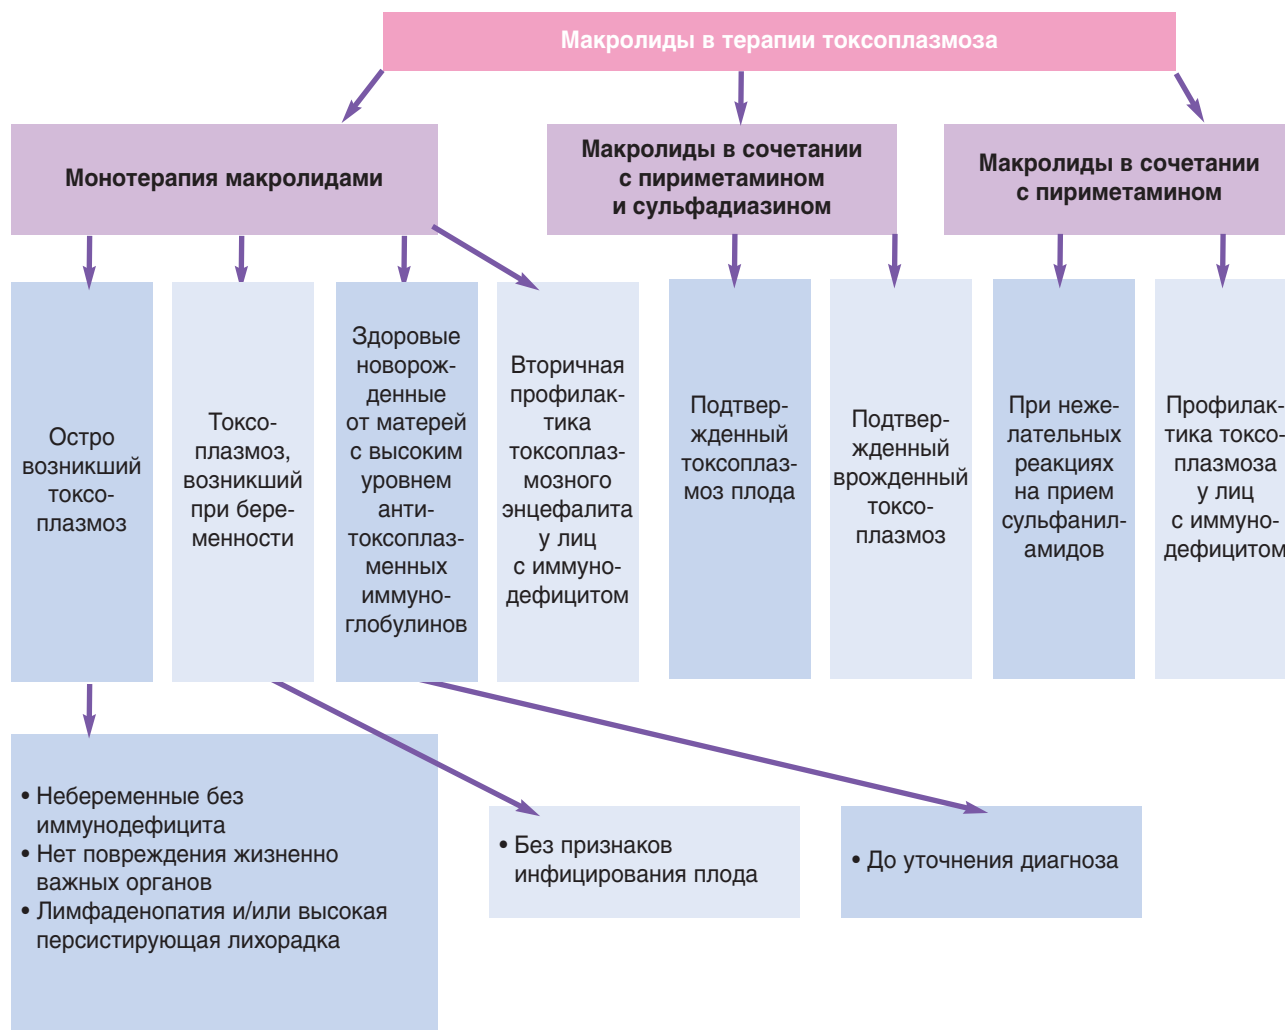 Макролиды в терапии токсоплазмоза
Монотерапия макролидами
Макролиды в сочетании
с пириметамином
и сульфадиазином
Макролиды в сочетании
с пириметамином
Остро
возникший
токсо-
плазмоз
Токсо-
плазмоз,
возникший
при бере-
менности
Здоровые
новорож-
денные
от матерей
с высоким
уровнем
анти-
токсоплаз-
менных
иммуно-
глобулинов
Вторичная
профилак-
тика
токсоплаз-
мозного
энцефалита
у лиц
с иммуно-
дефицитом
Подтвер-
жденный
токсоплаз-
моз плода
Подтвер-
жденный
врожденный
токсо-
плазмоз
При неже-
лательных
реакциях
на прием
сульфанил-
амидов
Профилак-
тика токсо-
плазмоза
у лиц
с иммуно-
дефицитом
• Небеременные без
иммунодефицита
• Нет повреждения жизненно
важных органов
• Лимфаденопатия и/или высокая
персистирующая лихорадка
• Без признаков
инфицирования плода
• До уточнения диагноза